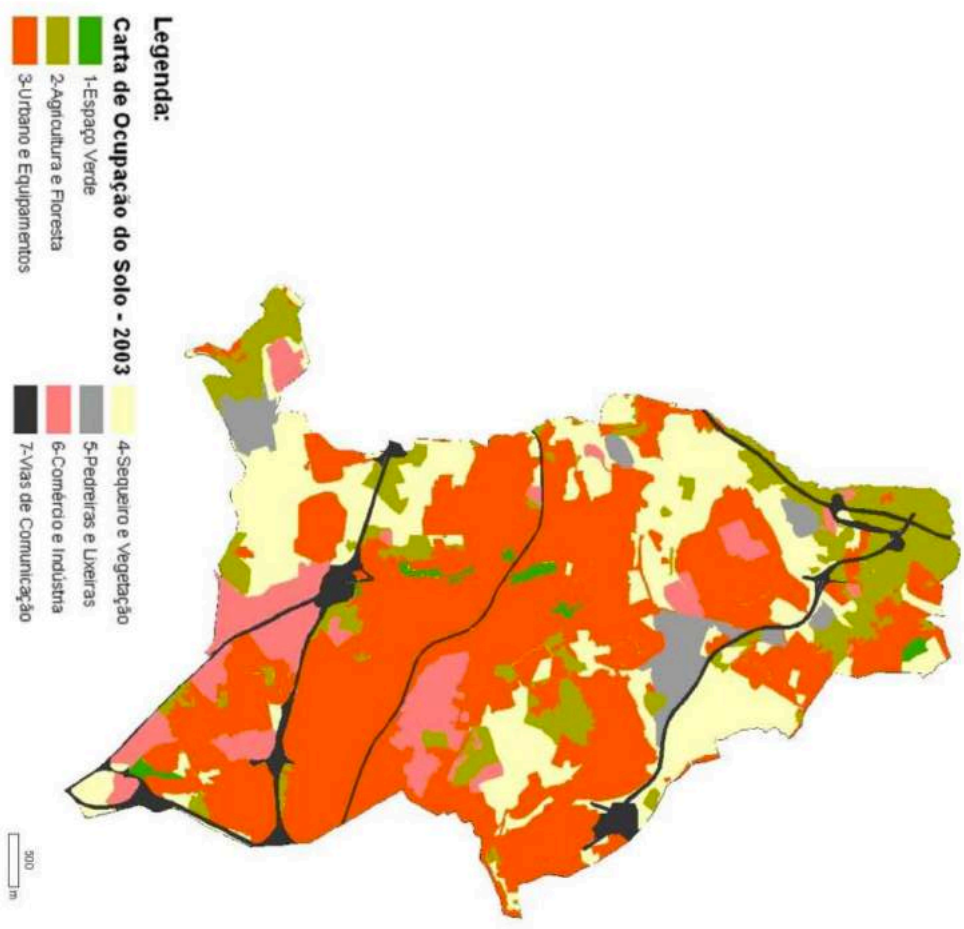 Legenda:
Carta de Ocupação do Solo - 2003
1-Espaço Verde
2-Agricultura e Floresta
3-Urbano e Equipamentos
4-Sequeiro e Vegetação
5-Pedreiras e Lixeiras
6-Comércio e Indústria
7-Vias de Comunicação
500
m